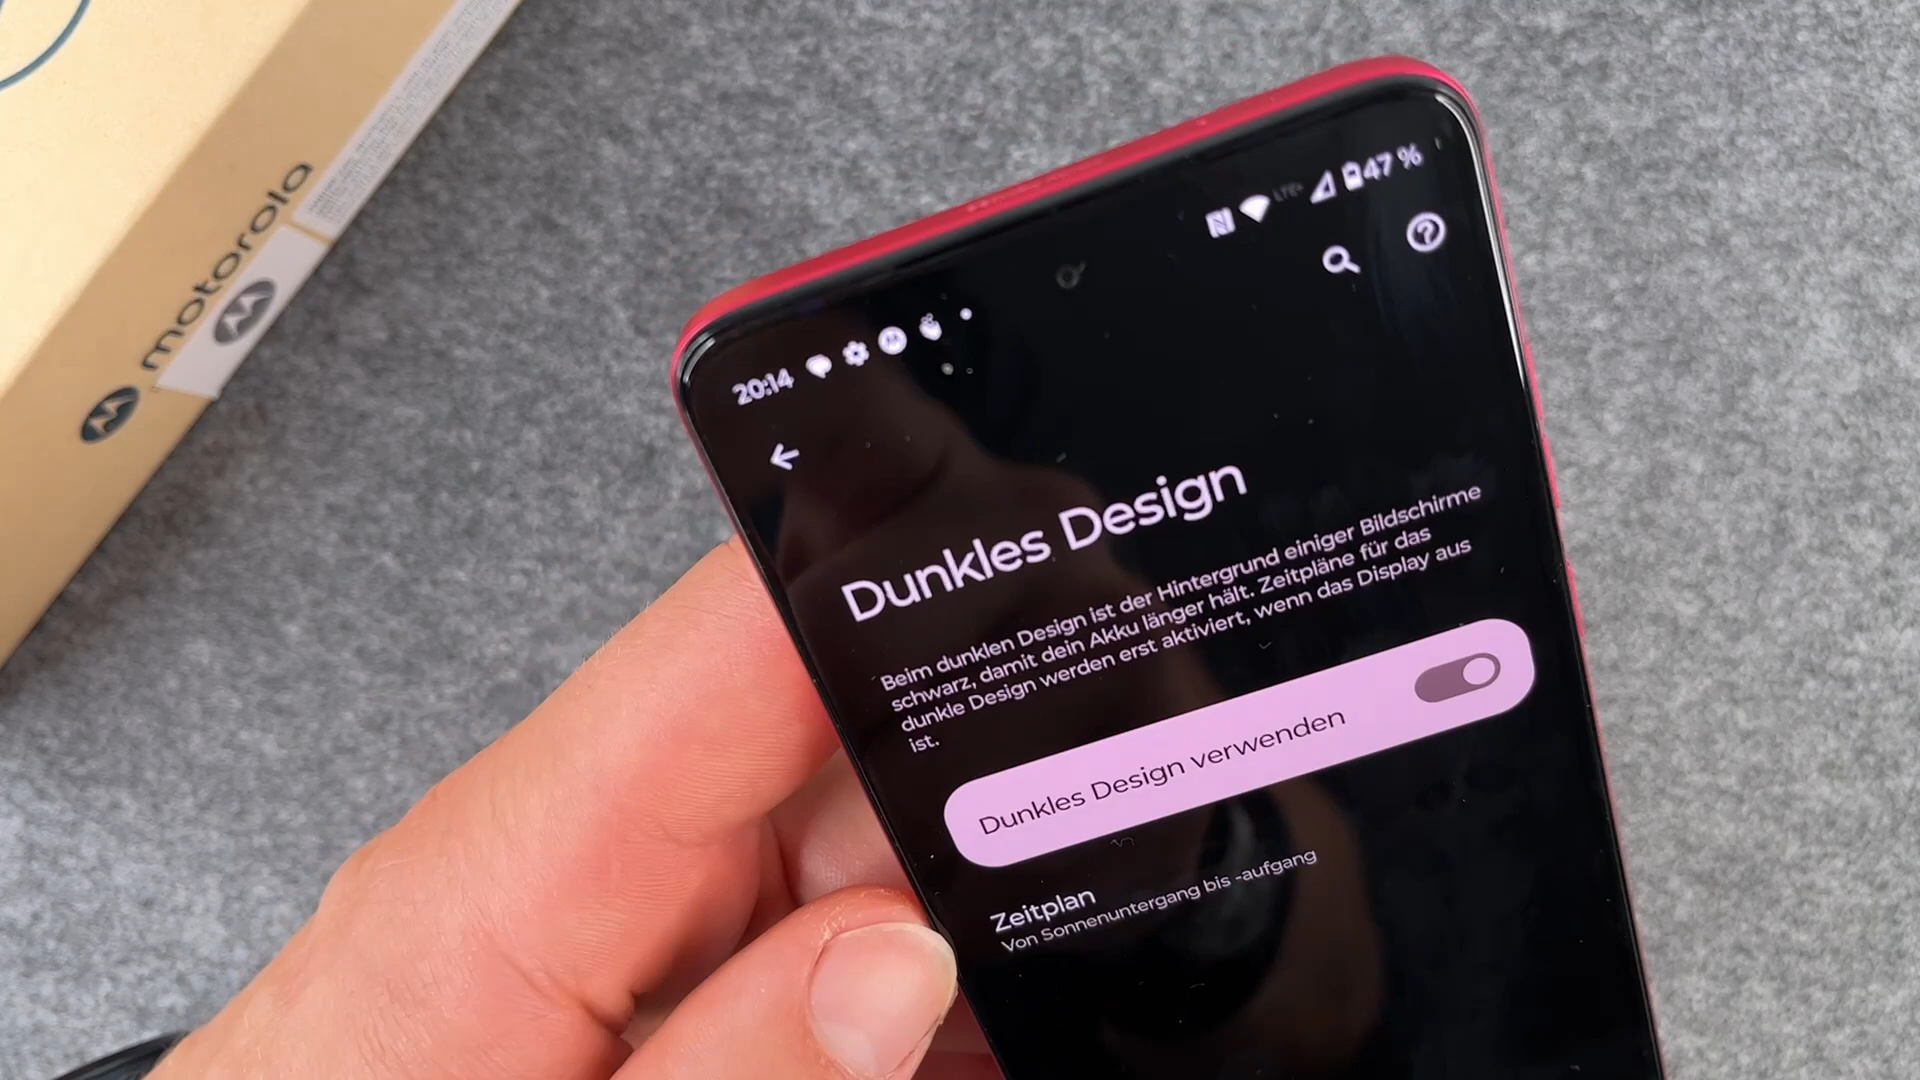 motorola
20:14
LTE+
47 %
Dunkles Design
Beim dunklen Design ist der Hintergrund einiger Bildschirme
schwarz, damit dein Akku länger hält. Zeitpläne für das
dunkle Design werden erst aktiviert, wenn das Display aus
ist.
Dunkles Design verwenden
Zeitplan
Von Sonnenuntergang bis -aufgang